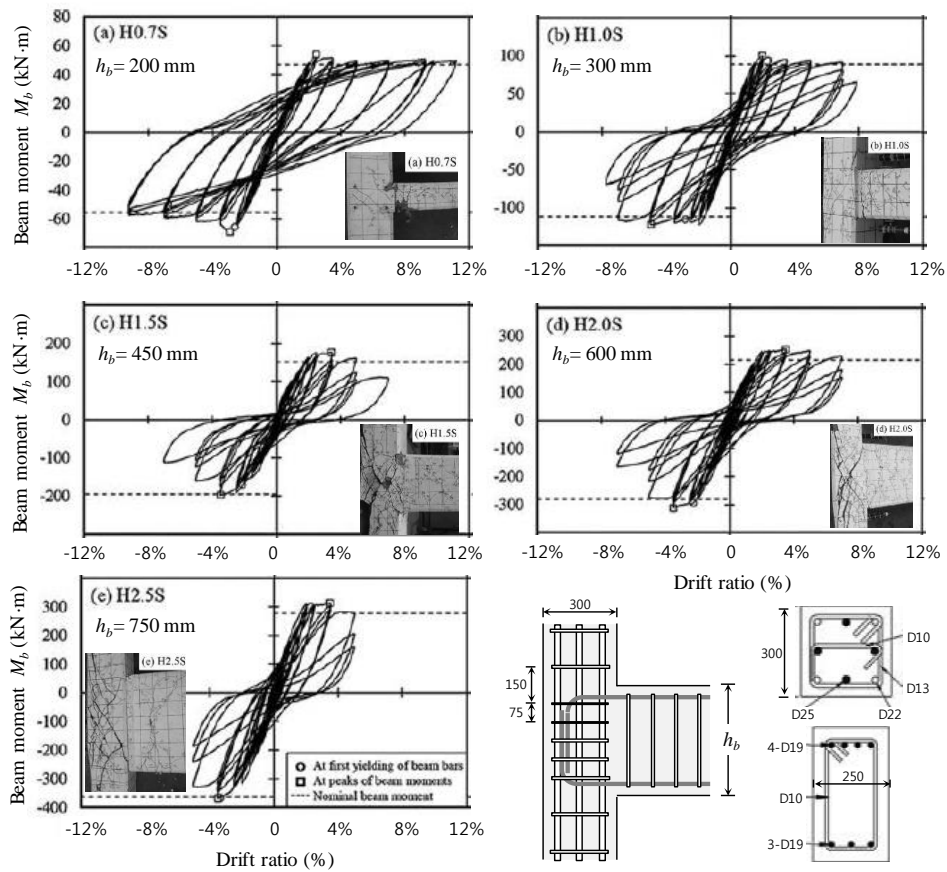 (a) H0.7S
h_b= 200 mm
Beam moment M_b (kN·m)
80
60
40
20
0
-20
-40
-60
-80
(a) H0.7S
-12% -8% -4% 0 4% 8% 12%
(b) H1.0S
h_b= 300 mm
100
50
0
-50
-100
(b) H1.0S
-12% -8% -4% 0 4% 8% 12%
(c) H1.5S
h_b= 450 mm
Beam moment M_b (kN·m)
200
100
0
-100
-200
(c) H1.5S
-12% -8% -4% 0 4% 8% 12%
(d) H2.0S
h_b= 600 mm
300
200
100
0
-100
-200
-300
(d) H2.0S
-12% -8% -4% 0 4% 8% 12%
Drift ratio (%)
(e) H2.5S
h_b= 750 mm
Beam moment M_b (kN·m)
300
200
100
0
-100
-200
-300
-400
(e) H2.5S
At first yielding of beam bars
At peaks of beam moments
Nominal beam moment
-12% -8% -4% 0 4% 8% 12%
Drift ratio (%)
300
150
75
h_b
300
D10
D13
D25
D22
4-D19
250
D10
3-D19